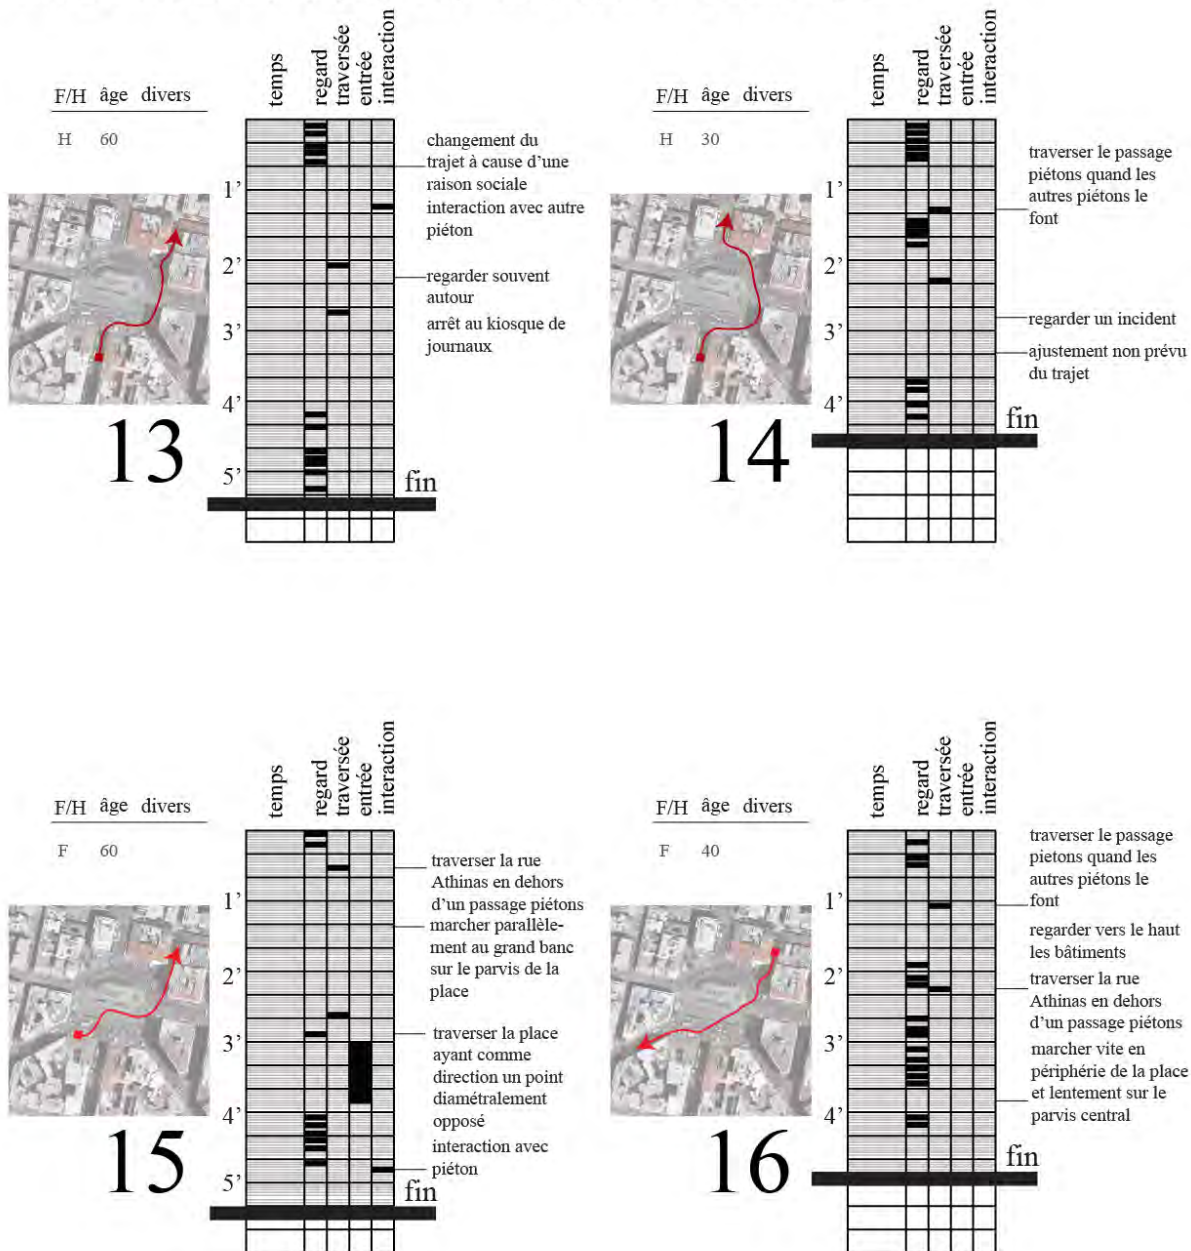 temps
regard
traversée
entrée
interaction
F/H âge divers
H 60
1’
2’
3’
4’
5’
changement du
trajet à cause d’une
raison sociale
interaction avec autre
piéton
regarder souvent
autour
arrêt au kiosque de
journaux
fin
13
temps
regard
traversée
entrée
interaction
F/H âge divers
H 30
1’
2’
3’
4’
traverser le passage
piétons quand les
autres piétons le
font
regarder un incident
ajustement non prévu
du trajet
fin
14
temps
regard
traversée
entrée
interaction
F/H âge divers
F 60
1’
2’
3’
4’
5’
traverser la rue
Athinas en dehors
d’un passage piétons
marcher parallèle-
ment au grand banc
sur le parvis de la
place
traverser la place
ayant comme
direction un point
diamétralement
opposé
interaction avec
piéton
fin
15
temps
regard
traversée
entrée
interaction
F/H âge divers
F 40
1’
2’
3’
4’
traverser le passage
pietons quand les
autres piétons le
font
regarder vers le haut
les bâtiments
traverser la rue
Athinas en dehors
d’un passage piétons
marcher vite en
périphérie de la place
et lentement sur le
parvis central
fin
16